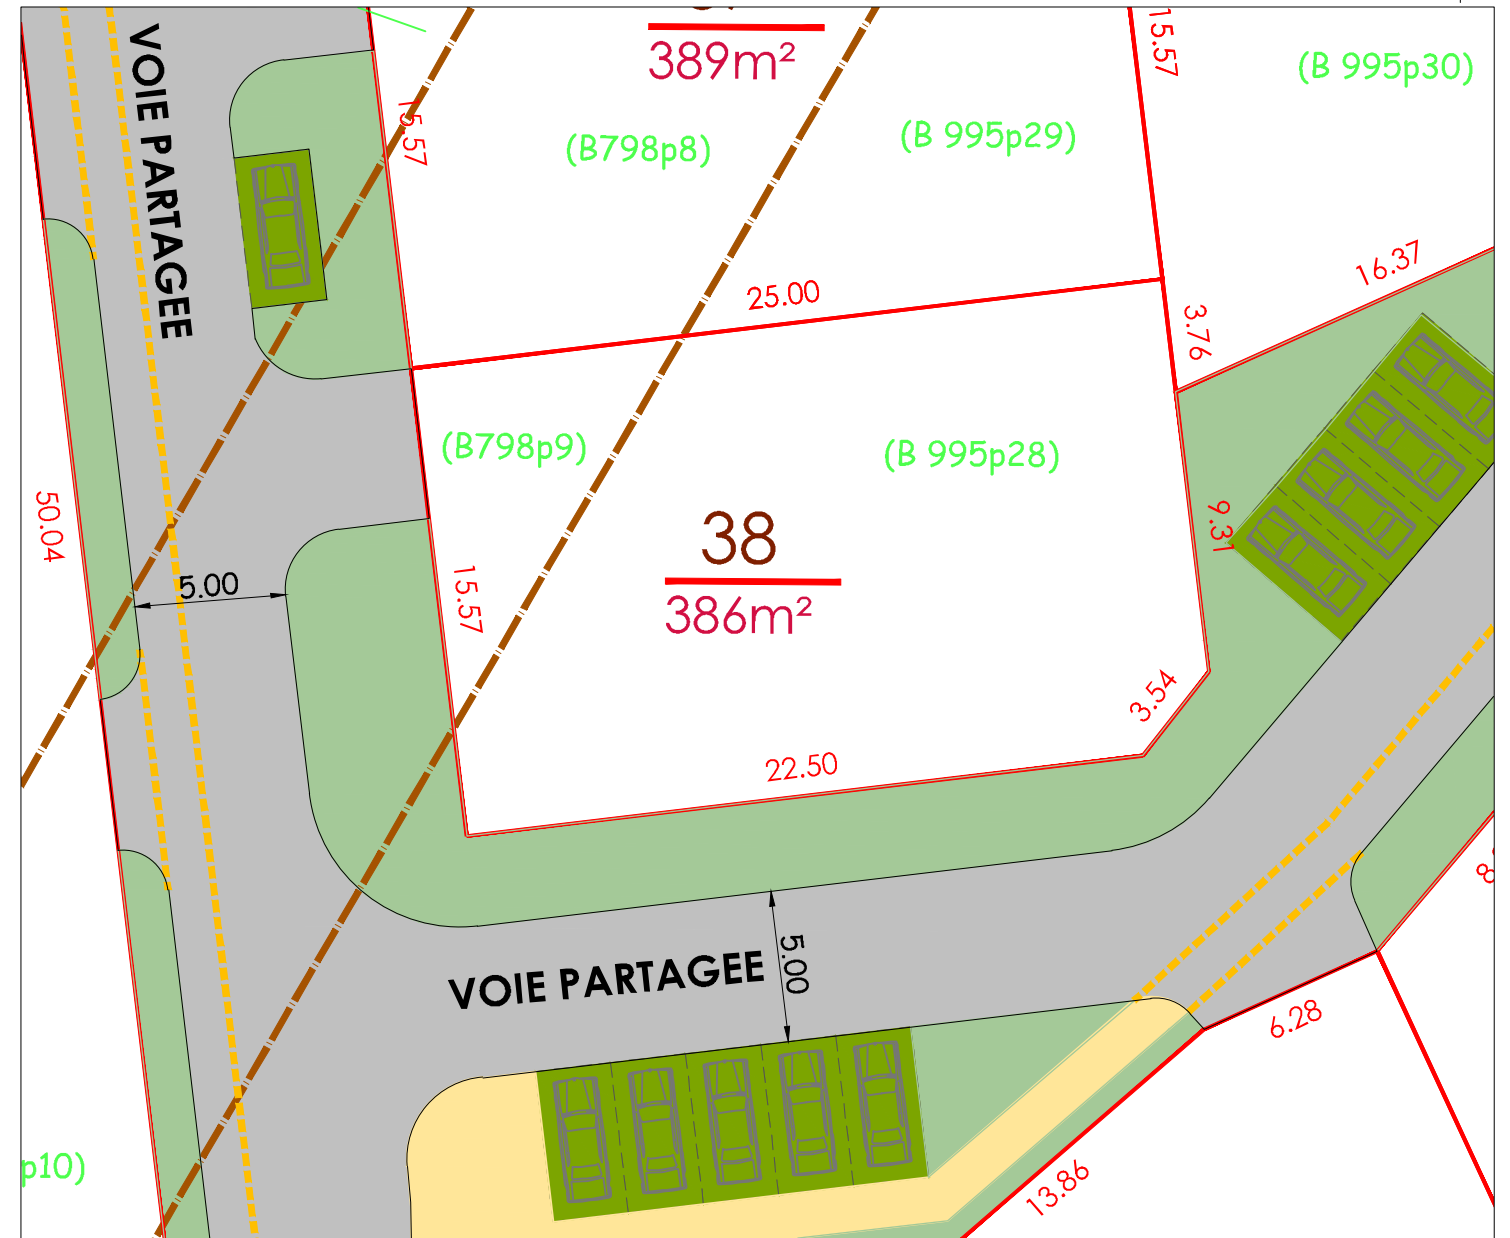 VOIE PARTAGEE
389m²
15.57
(B 995p30)
(B798p8)
(B 995p29)
15.57
25.00
16.37
3.76
(B798p9)
(B 995p28)
50.04
38
386m²
9.37
5.00
15.57
3.54
22.50
VOIE PARTAGEE
5.00
6.28
p10)
13.86